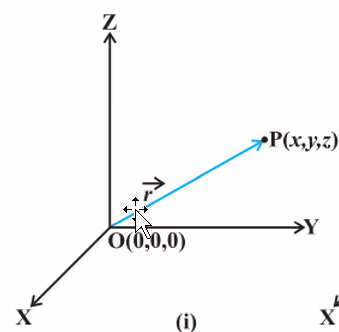 Z
P(x,y,z)
r
O(0,0,0)
Y
X
(i)
X